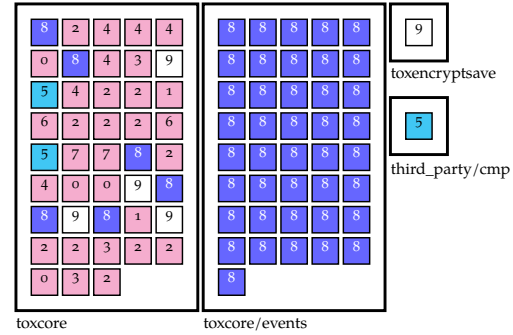 8 2 4 4 4
0 8 4 3 9
5 4 2 2 1
6 2 2 2 6
5 7 7 8 2
4 0 0 9 8
8 9 8 1 9
2 2 3 2 2
0 3 2
toxcore
8 8 8 8 8
8 8 8 8 8
8 8 8 8 8
8 8 8 8 8
8 8 8 8 8
8 8 8 8 8
8 8 8 8 8
8 8 8 8 8
8
toxcore/events
9
toxencryptsave
5
third_party/cmp